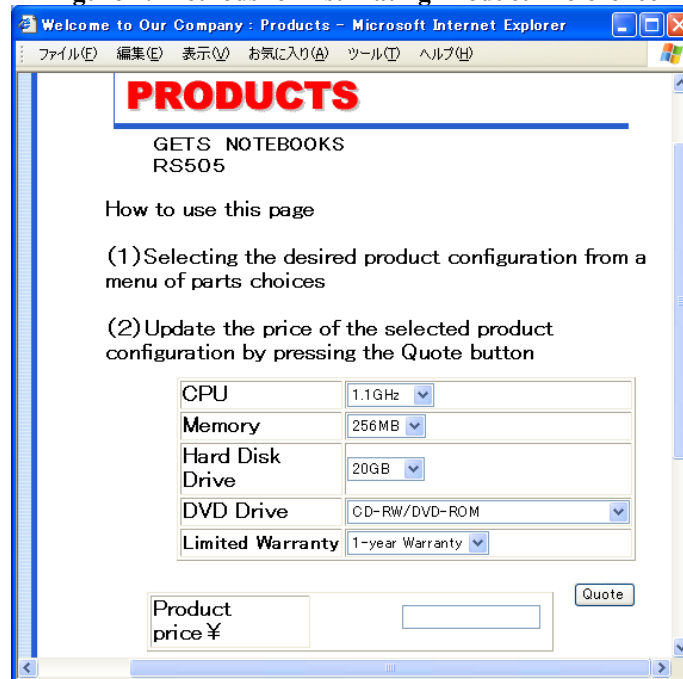 Welcome to Our Company : Products - Microsoft Internet Explorer
ファイル(F) 編集(E) 表示(V) お気に入り(A) ツール(T) ヘルプ(H)
PRODUCTS
GETS NOTEBOOKS
RS505
How to use this page
(1)Selecting the desired product configuration from a
menu of parts choices
(2)Update the price of the selected product
configuration by pressing the Quote button
CPU 1.1GHz
Memory 256MB
Hard Disk
Drive 20GB
DVD Drive CD-RW/DVD-ROM
Limited Warranty 1-year Warranty
Quote
Product
price¥